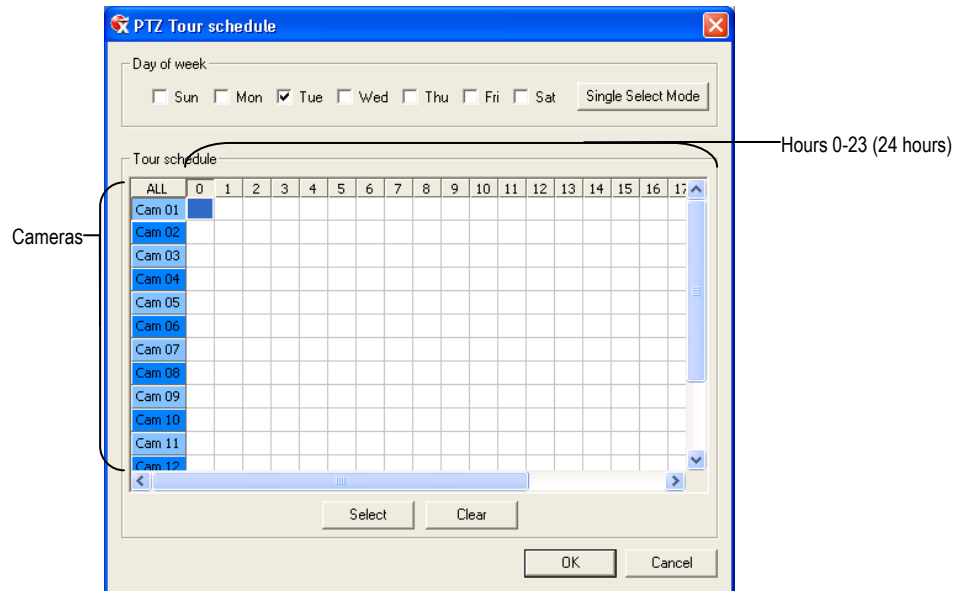 PTZ Tour schedule
Day of week
Sun Mon Tue Wed Thu Fri Sat Single Select Mode
Hours 0-23 (24 hours)
Tour schedule
ALL 0 1 2 3 4 5 6 7 8 9 10 11 12 13 14 15 16 17
Cam 01
Cameras
Cam 02
Cam 03
Cam 04
Cam 05
Cam 06
Cam 07
Cam 08
Cam 09
Cam 10
Cam 11
Cam 12
Select Clear
OK Cancel